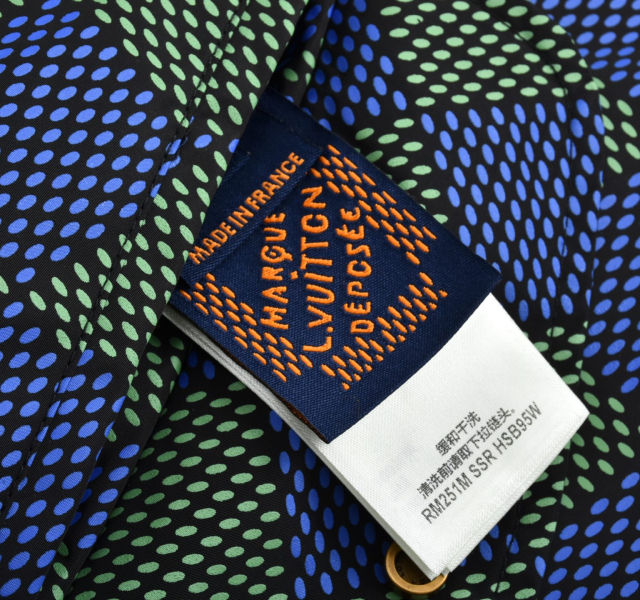 MADE IN FRANCE
MARQUE
L.VUITTON
DEPOSÉE
缓和干洗
清洗前请取下拉链头。
RM251M SSR HSB95W